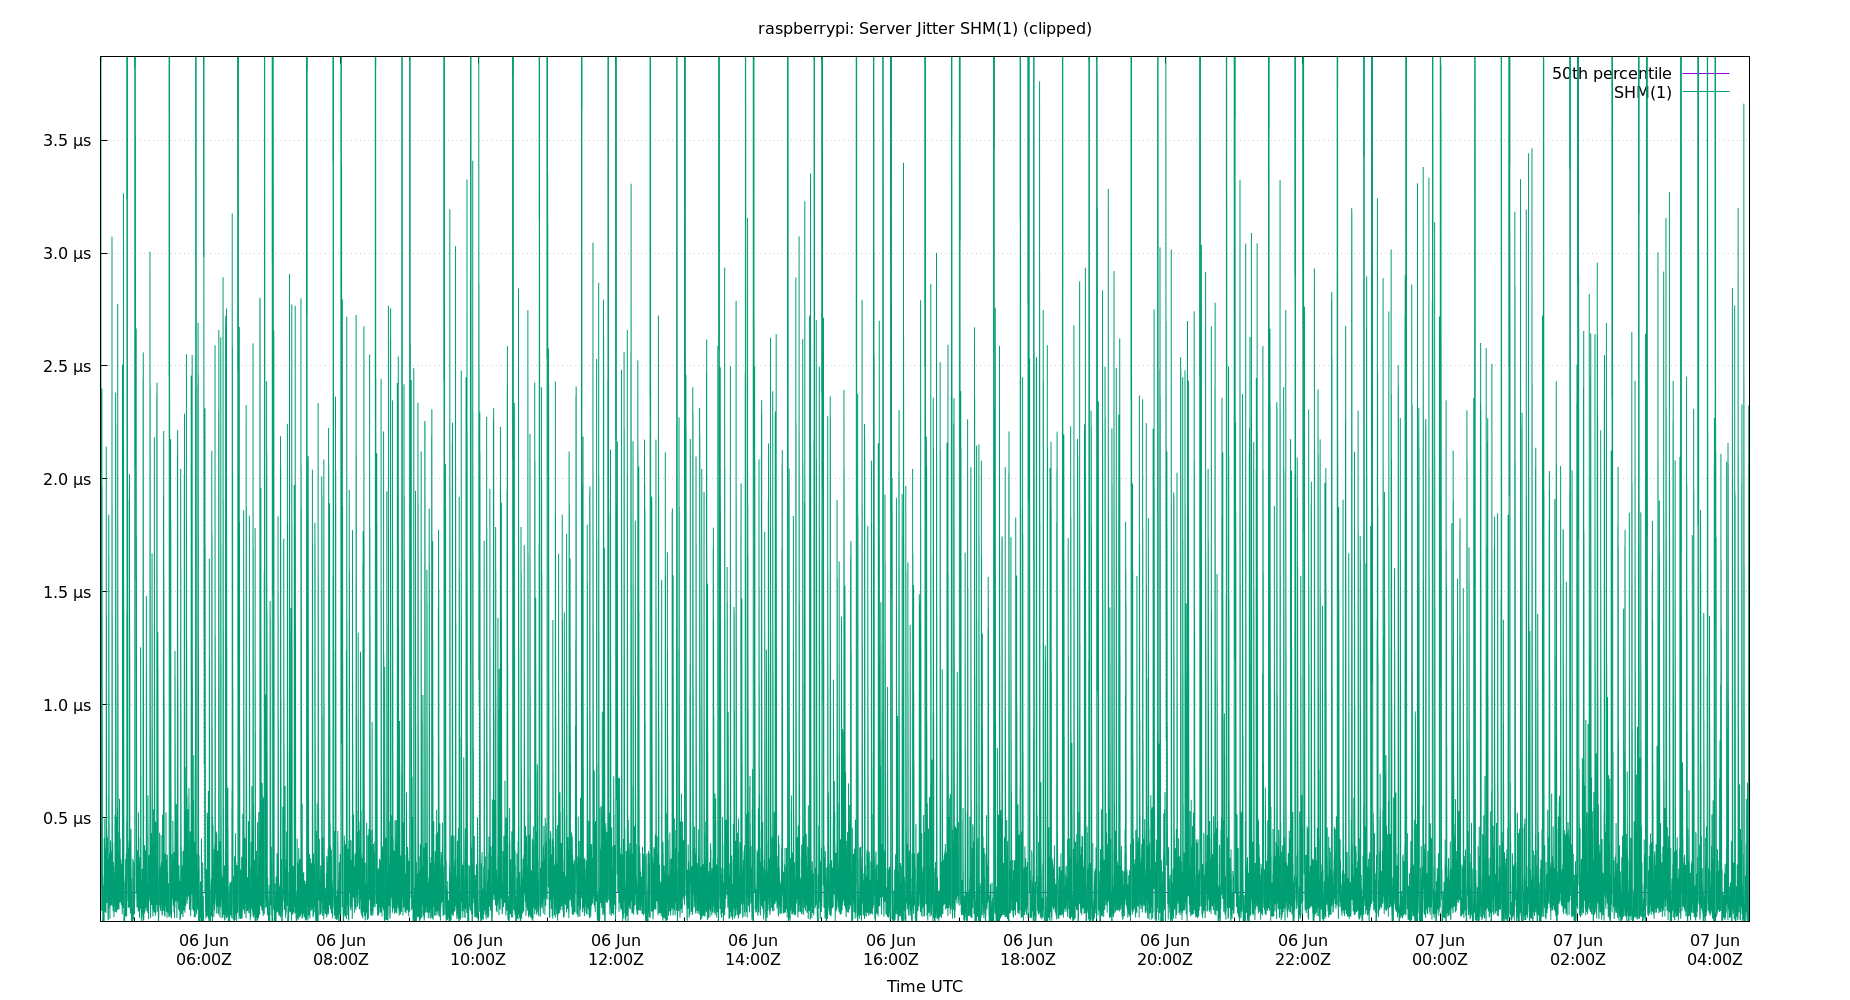 raspberrypi: Server Jitter SHM(1) (clipped)
50th percentile
SHM(1)
3.5 μs
3.0 μs
2.5 μs
2.0 μs
1.5 μs
1.0 μs
0.5 μs
06 Jun 06 Jun 06 Jun 06 Jun 06 Jun 06 Jun 06 Jun 06 Jun 06 Jun 07 Jun 07 Jun 07 Jun
06:00Z 08:00Z 10:00Z 12:00Z 14:00Z 16:00Z 18:00Z 20:00Z 22:00Z 00:00Z 02:00Z 04:00Z
Time UTC